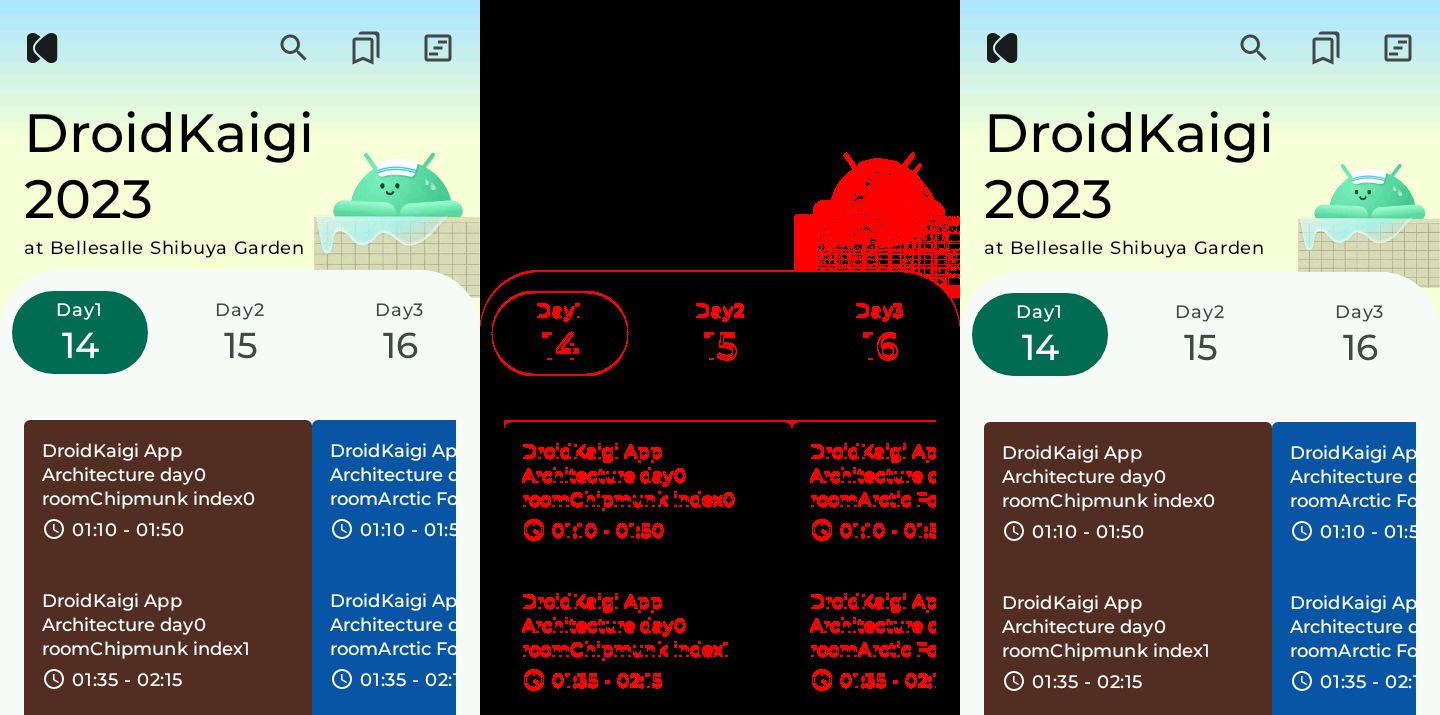 DroidKaigi
2023
at Bellesalle Shibuya Garden
Day1 Day2 Day3
14 15 16
DroidKaigi App
Architecture day0
roomChipmunk index0
01:10 - 01:50
DroidKaigi Ap
Architecture d
roomArctic Fo
01:10 - 01:5
DroidKaigi App
Architecture day0
roomChipmunk index1
01:35 - 02:15
DroidKaigi Ap
Architecture d
roomArctic Fo
01:35 - 02:1
Day1 Day2 Day3
14 15 16
DroidKaigi App
Architecture day0
roomChipmunk index0
01:10 - 01:50
DroidKaigi Ap
Architecture d
roomArctic Fo
01:10 - 01:5
DroidKaigi App
Architecture day0
roomChipmunk index1
01:35 - 02:15
DroidKaigi Ap
Architecture d
roomArctic Fo
01:35 - 02:
DroidKaigi
2023
at Bellesalle Shibuya Garden
Day1 Day2 Day3
14 15 16
DroidKaigi App
Architecture day0
roomChipmunk index0
01:10 - 01:50
DroidKaigi Ap
Architecture d
roomArctic Fo
01:10 - 01:5
DroidKaigi App
Architecture day0
roomChipmunk index1
01:35 - 02:15
DroidKaigi Ap
Architecture d
roomArctic Fo
01:35 - 02:1